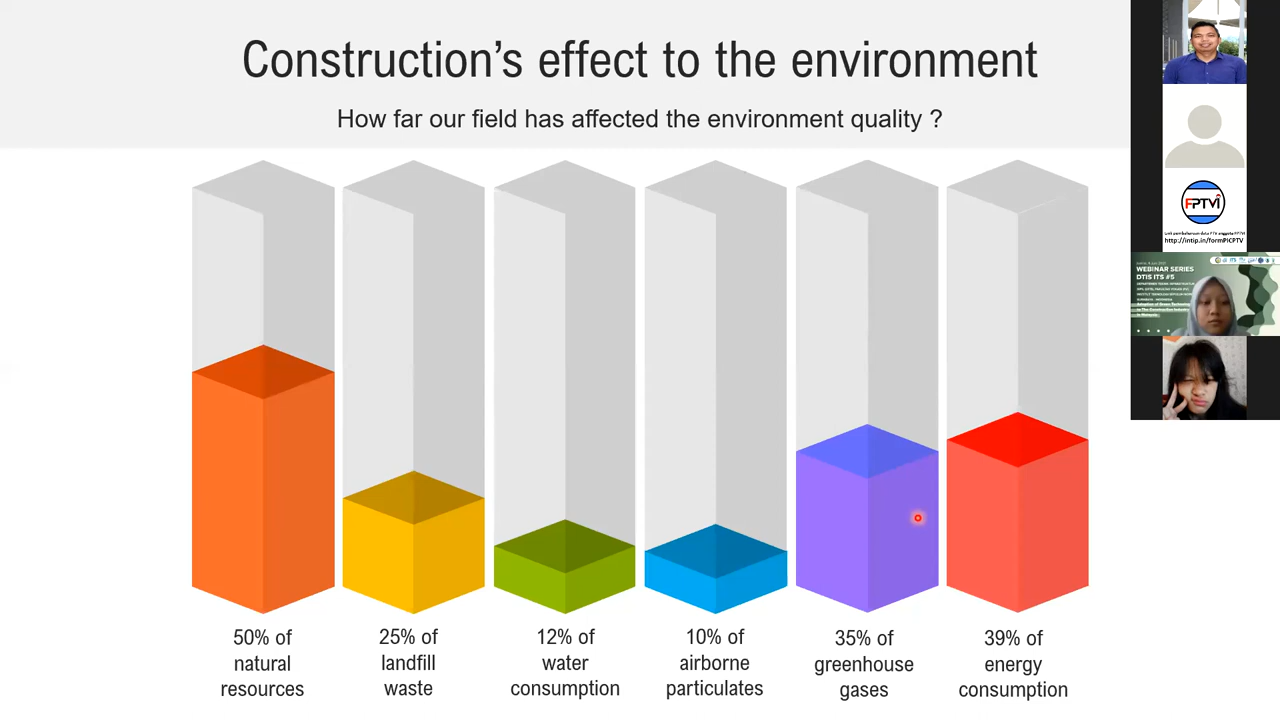 Construction's effect to the environment
How far our field has affected the environment quality ?
50% of
natural
resources
25% of
landfill
waste
12% of
water
consumption
10% of
airborne
particulates
35% of
greenhouse
gases
39% of
energy
consumption
FPTVI
http://intip.in/formPICPTV
WEBINAR SERIES
DTIS ITS #5